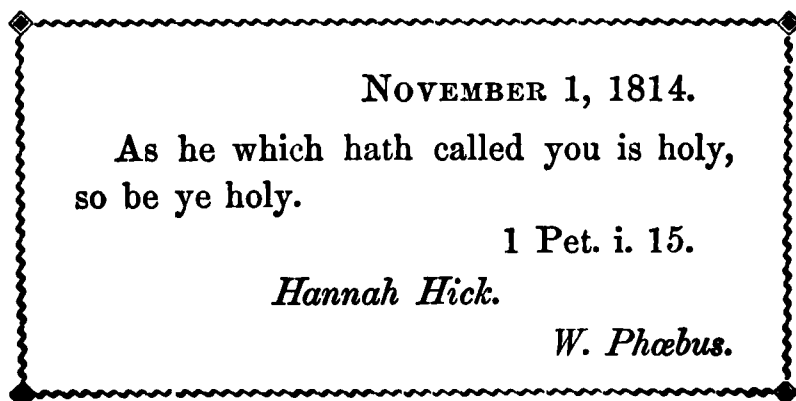 November 1, 1814.
As he which hath called you is holy,
so be ye holy.
1 Pet. i. 15.
Hannah Hick.
W. Phœbus.